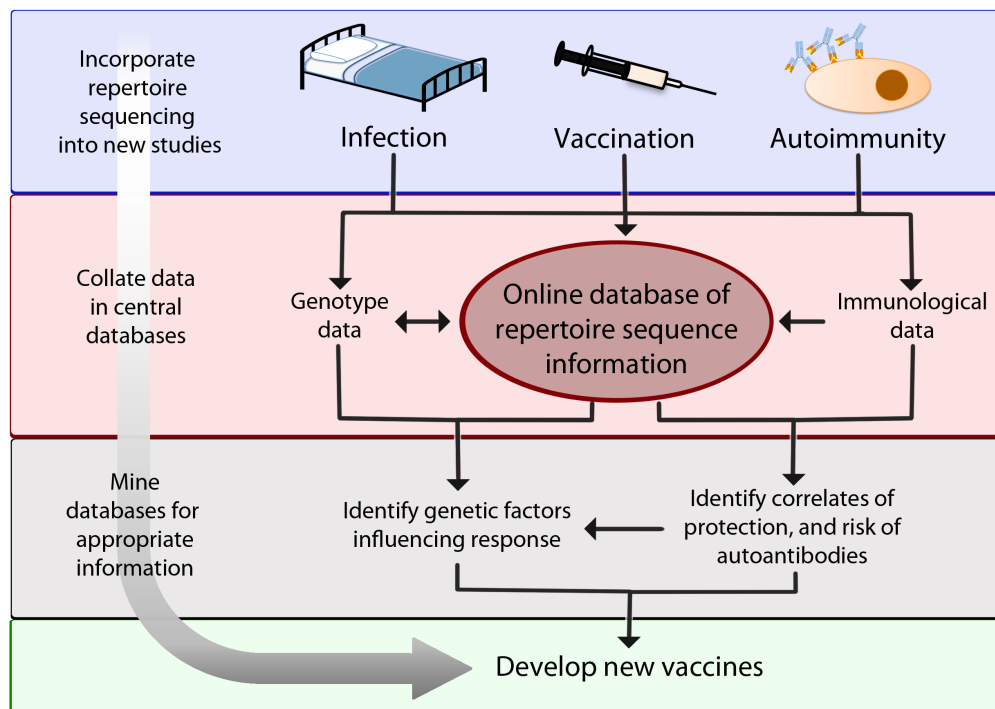 Incorporate
repertoire
sequencing
into new studies
Infection
Vaccination
Autoimmunity
Collate data
in central
databases
Genotype
data
Online database of
repertoire sequence
information
Immunological
data
Mine
databases for
appropriate
information
Identify genetic factors
influencing response
Identify correlates of
protection, and risk of
autoantibodies
Develop new vaccines